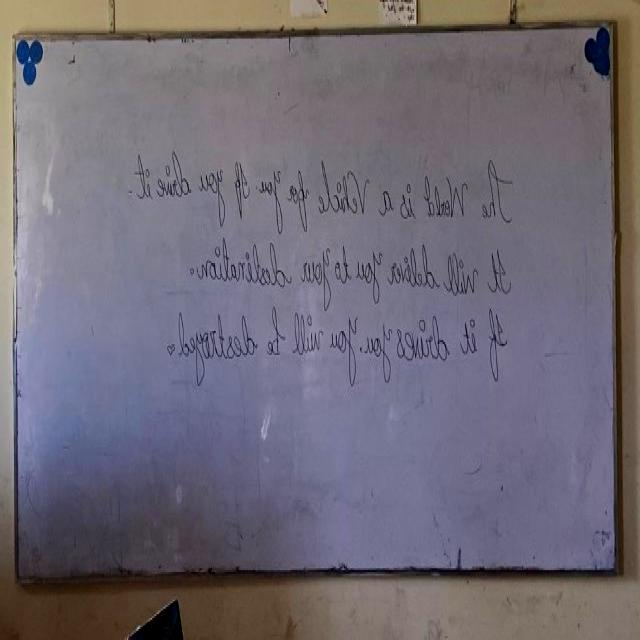 The World is a Vehicle for you If you drive it.
It will deliver you to your destination.
If it drives you, you will be destroyed.